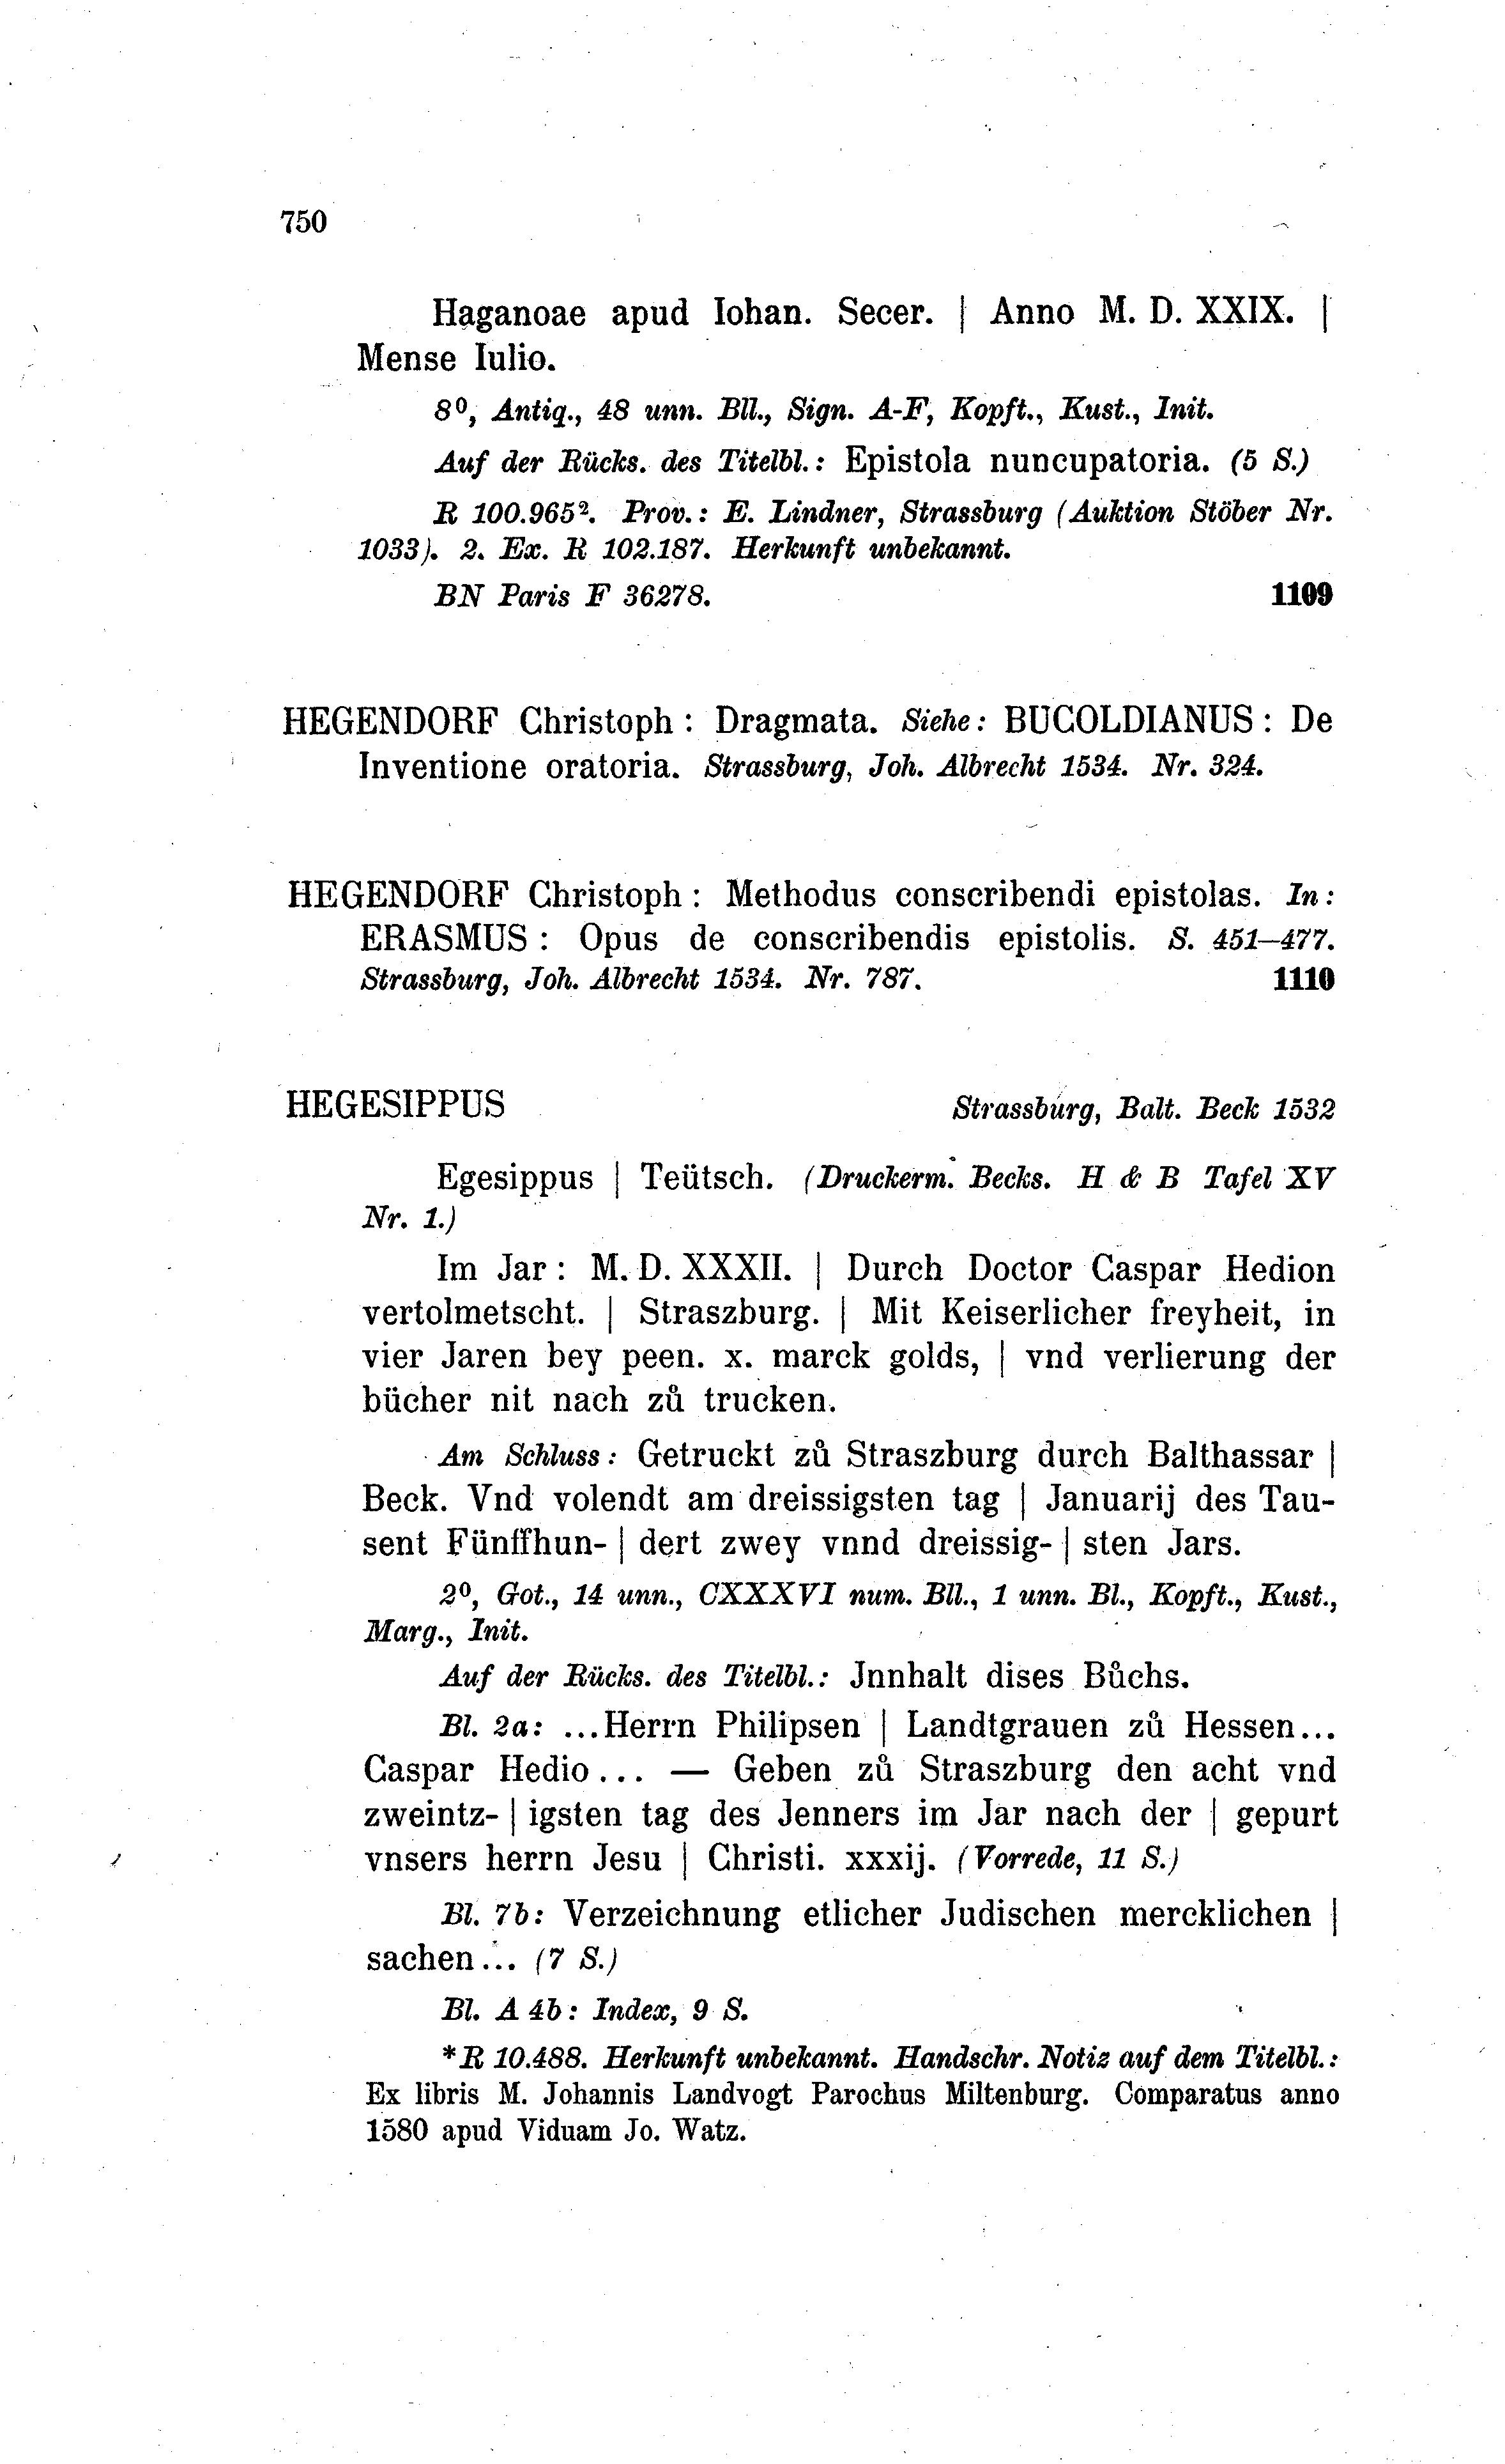 750
Haganoae apud Iohan. Secer. | Anno M. D. XXIX. |
Mense Iulio.
8⁰, Antiq., 48 unn. Bll., Sign. A-F, Kopft., Kust., Init.
Auf der Rücks. des Titelbl.: Epistola nuncupatoria. (5 S.)
R 100.965². Prov.: E. Lindner, Strassburg (Auktion Stöber Nr.
1033). 2. Ex. R 102.187. Herkunft unbekannt.
BN Paris F 36278. 1109
HEGENDORF Christoph : Dragmata. Siehe : BUCOLDIANUS : De
Inventione oratoria. Strassburg, Joh. Albrecht 1534. Nr. 324.
HEGENDORF Christoph : Methodus conscribendi epistolas. In :
ERASMUS : Opus de conscribendis epistolis. S. 451—477.
Strassburg, Joh. Albrecht 1534. Nr. 787. 1110
HEGESIPPUS Strassburg, Balt. Beck 1532
Egesippus | Teütsch. (Druckerm. Becks. H & B Tafel XV
Nr. 1.)
Im Jar : M. D. XXXII. | Durch Doctor Caspar Hedion
vertolmetscht. | Straszburg. | Mit Keiserlicher freyheit, in
vier Jaren bey peen. x. marck golds, | vnd verlierung der
bücher nit nach zů trucken.
Am Schluss : Getruckt zů Straszburg durch Balthassar |
Beck. Vnd volendt am dreissigsten tag | Januarij des Tau-
sent Fünffhun- | dert zwey vnnd dreissig- | sten Jars.
2⁰, Got., 14 unn., CXXXVI num. Bll., 1 unn. Bl., Kopft., Kust.,
Marg., Init.
Auf der Rücks. des Titelbl.: Jnnhalt dises Bůchs.
Bl. 2a: ...Herrn Philipsen | Landtgrauen zů Hessen...
Caspar Hedio... — Geben zů Straszburg den acht vnd
zweintz- | igsten tag des Jenners im Jar nach der | gepurt
vnsers herrn Jesu | Christi. xxxij. (Vorrede, 11 S.)
Bl. 7b: Verzeichnung etlicher Judischen mercklichen |
sachen... (7 S.)
Bl. A 4b: Index, 9 S.
*R 10.488. Herkunft unbekannt. Handschr. Notiz auf dem Titelbl.:
Ex libris M. Johannis Landvogt Parochus Miltenburg. Comparatus anno
1580 apud Viduam Jo. Watz.